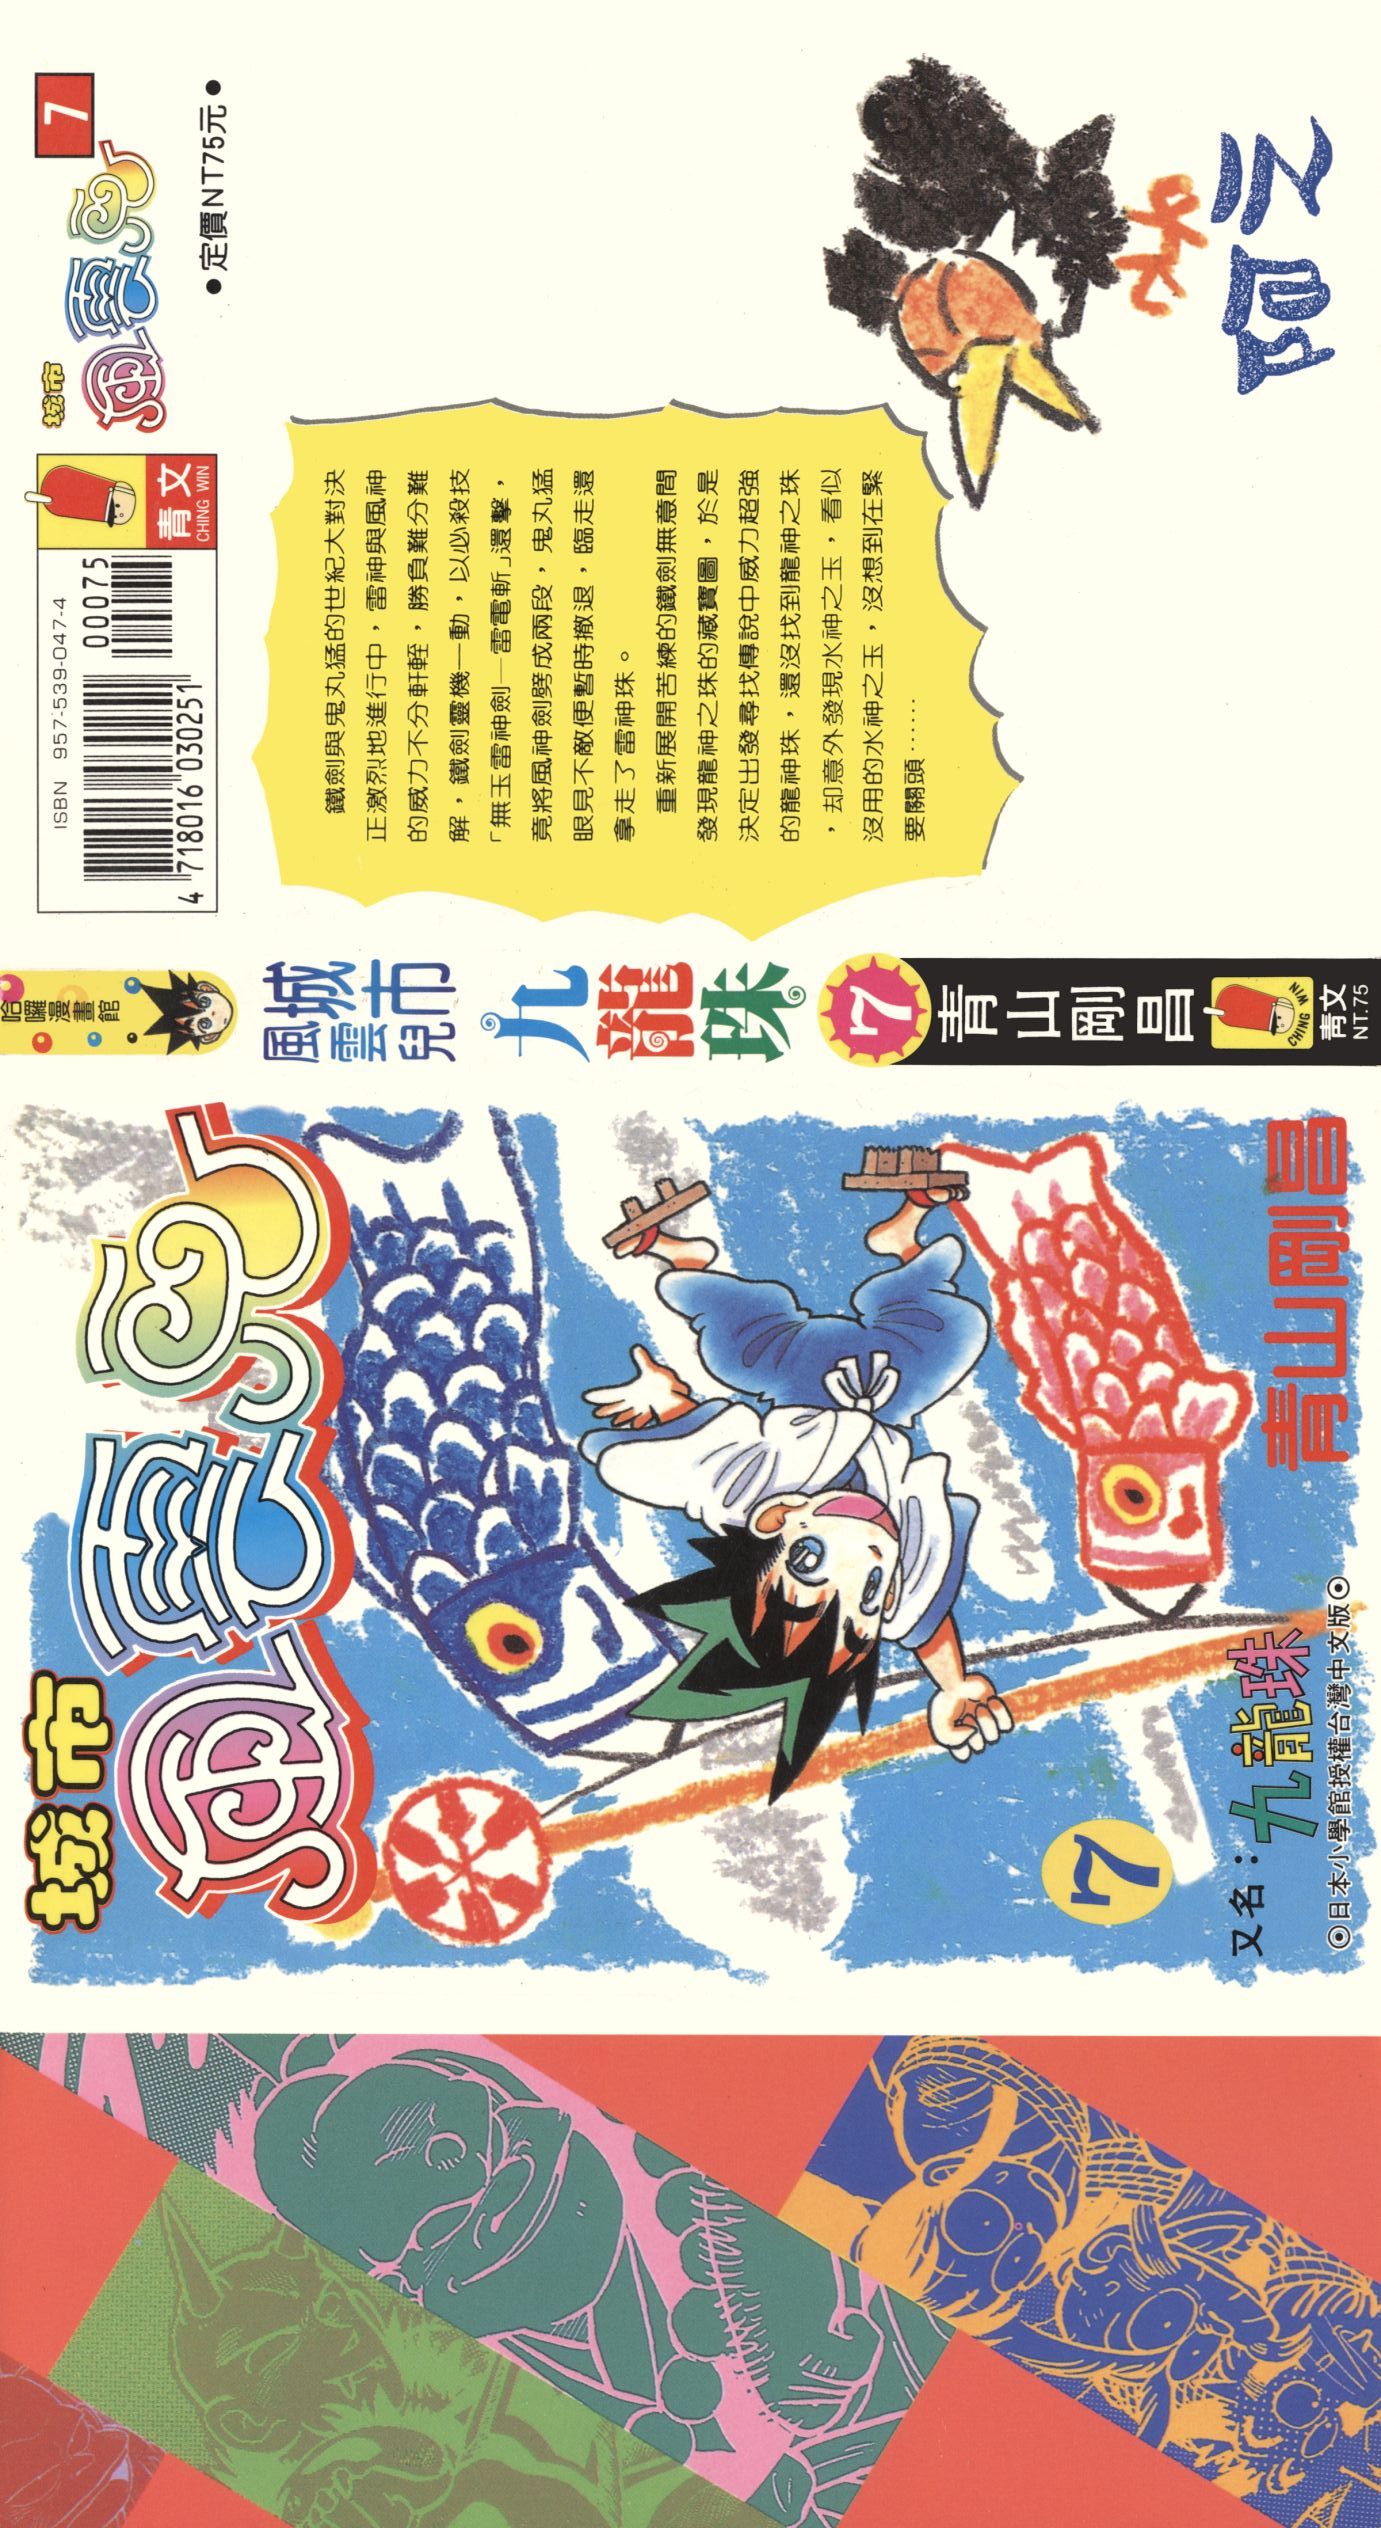 7
城市
風雲兒
●定價NT75元●
青文
CHING WIN
ISBN 957-539-047-4
00075
4 718016 030251
鐵劍與鬼丸猛的世紀大對決
正激烈地進行中,雷神與風神
的威力不分軒輊,勝負難分難
解,鐵劍靈機一動,以必殺技
「無玉雷神劍—雷電斬」還擊,
竟將風神劍劈成兩段,鬼丸猛
眼見不敵便暫時撤退,臨走還
拿走了雷神珠。
重新展開苦練的鐵劍無意間
發現龍神之珠的藏寶圖,於是
決定出發尋找傳說中威力超強
的龍神珠,還沒找到龍神之珠
,却意外發現水神之玉,看似
沒用的水神之玉,沒想到在緊
要關頭……
哈囉漫畫館
城市
風雲兒
九龍珠
7
青山剛昌
CHING WIN
青文
NT.75
城市
風雲兒
青山剛昌
7
又名:九龍珠
◎日本小學館授權台灣中文版◎